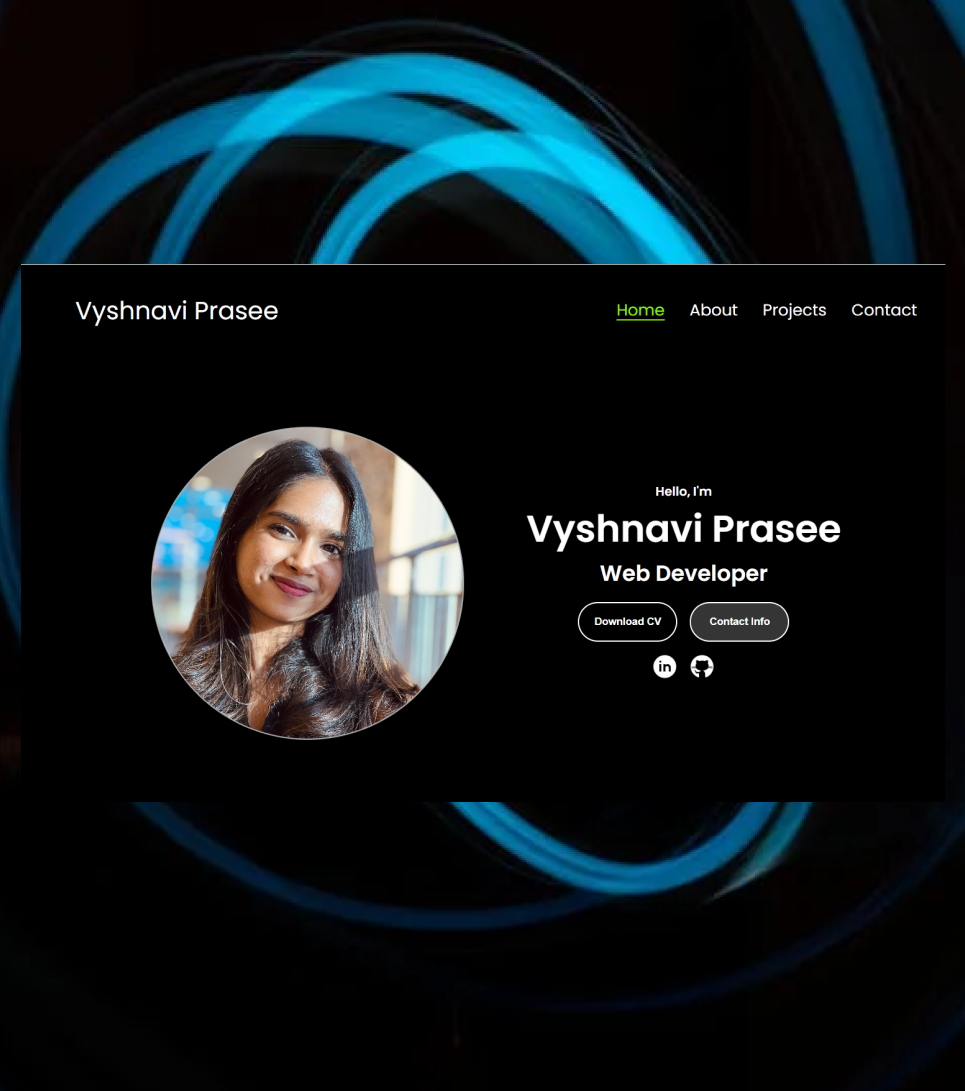 Vyshnavi Prasee
Home About Projects Contact
Hello, I'm
Vyshnavi Prasee
Web Developer
Download CV Contact Info
in